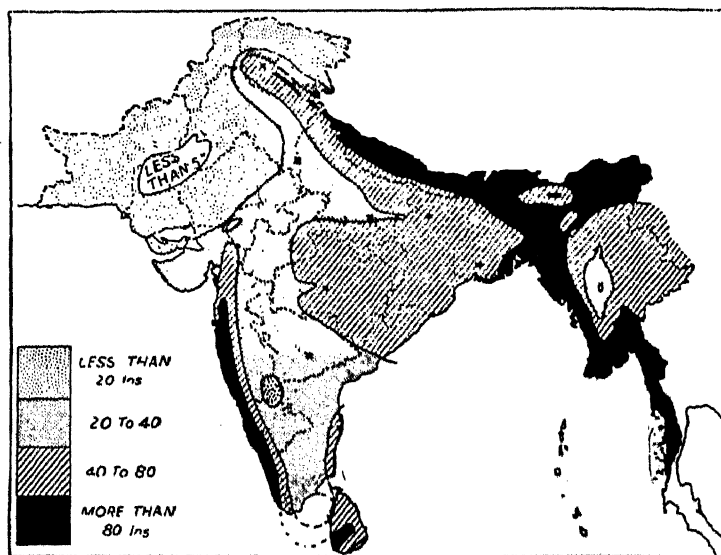 LESS
THAN 5"
LESS THAN
20 Ins
20 To 40
40 To 80
MORE THAN
80 Ins